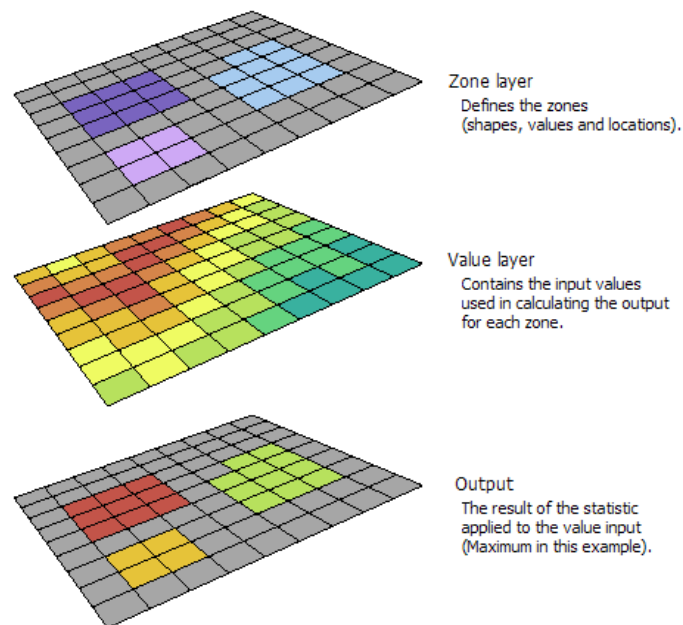 Zone layer
Defines the zones
(shapes, values and locations).
Value layer
Contains the input values
used in calculating the output
for each zone.
Output
The result of the statistic
applied to the value input
(Maximum in this example).